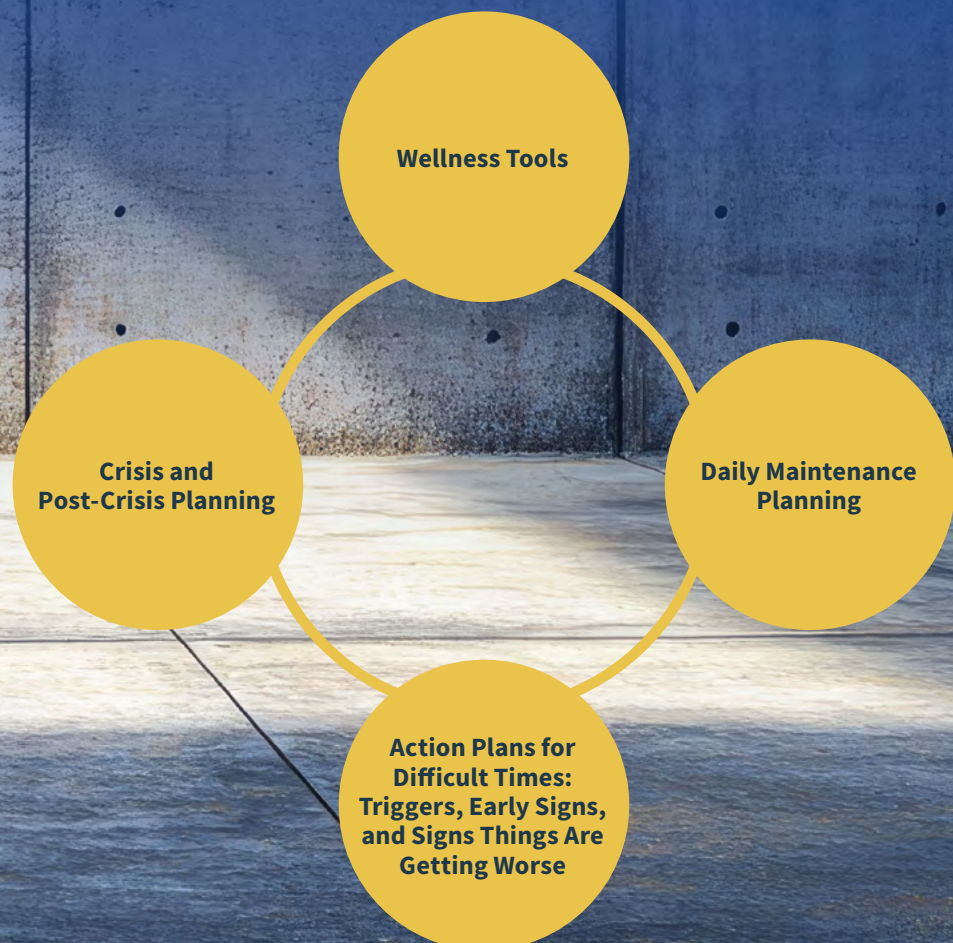 Wellness Tools
Daily Maintenance
Planning
Action Plans for
Difficult Times:
Triggers, Early Signs,
and Signs Things Are
Getting Worse
Crisis and
Post-Crisis Planning